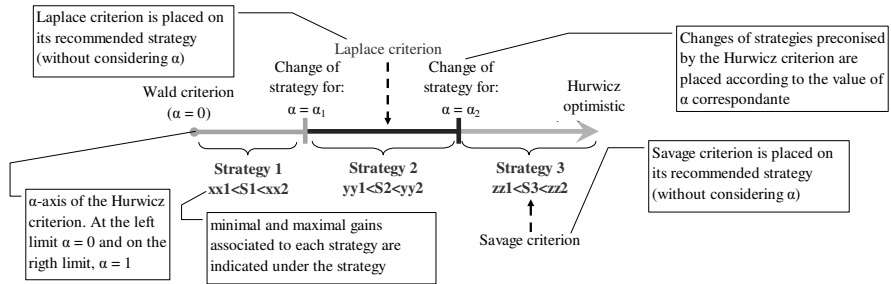 Laplace criterion is placed on
its recommended strategy
(without considering α)
Laplace criterion
Changes of strategies preconised
by the Hurwicz criterion are
placed according to the value of
α correspondante
Wald criterion
(α = 0)
Change of
strategy for:
α = α1
Change of
strategy for:
α = α2
Hurwicz
optimistic
Strategy 1
xx1<S1<xx2
Strategy 2
yy1<S2<yy2
Strategy 3
zz1<S3<zz2
Savage criterion is placed on
its recommended strategy
(without considering α)
α-axis of the Hurwicz
criterion. At the left
limit α = 0 and on the
rigth limit, α = 1
minimal and maximal gains
associated to each strategy are
indicated under the strategy
Savage criterion